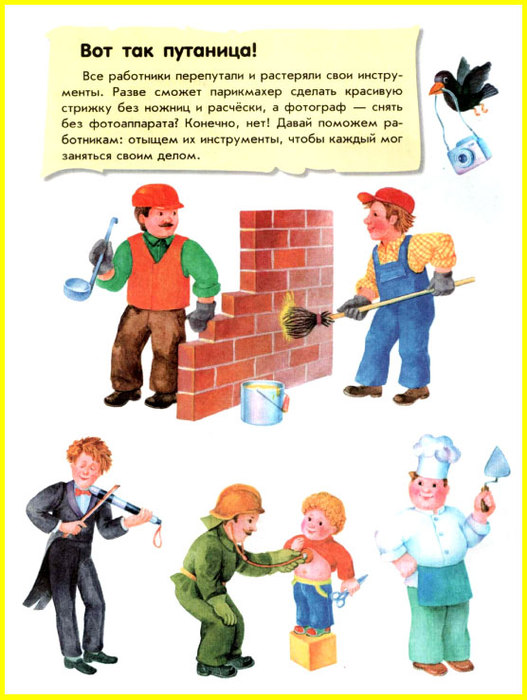 Вот так путаница!
Все работники перепутали и растеряли свои инстру-
менты. Разве сможет парикмахер сделать красивую
стрижку без ножниц и расчёски, а фотограф — снять
без фотоаппарата? Конечно, нет! Давай поможем ра-
ботникам: отыщем их инструменты, чтобы каждый мог
заняться своим делом.